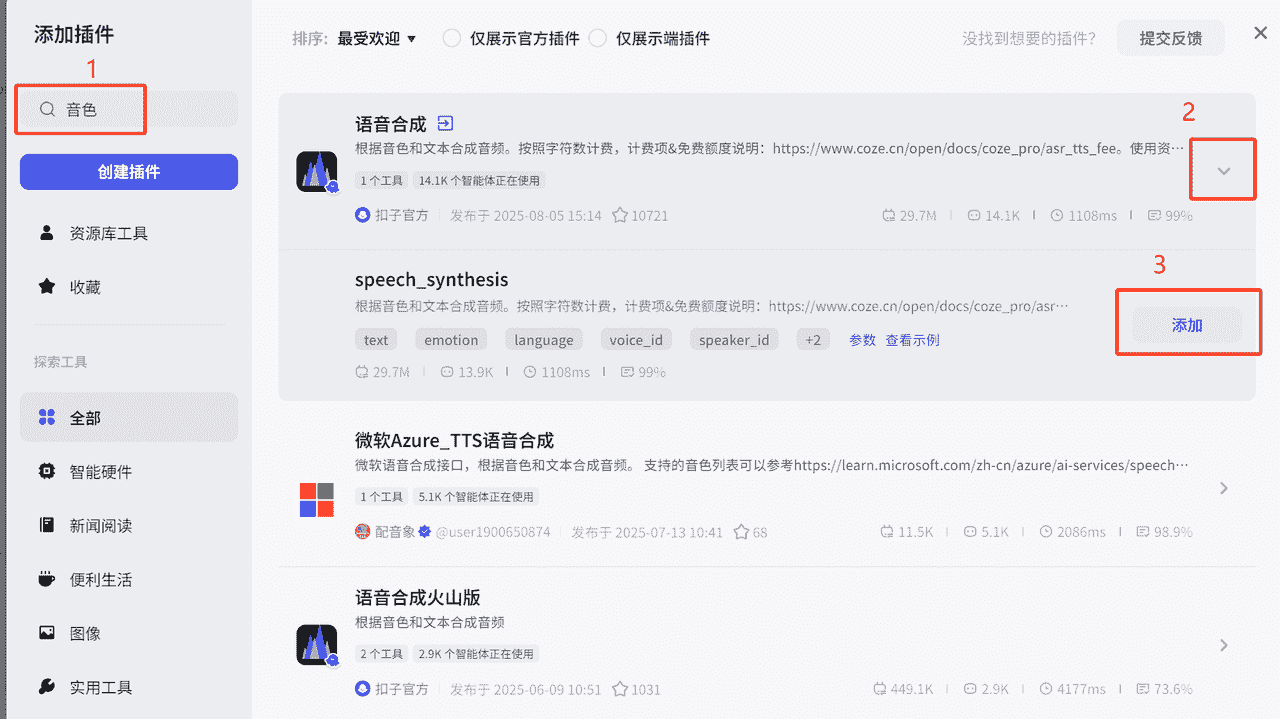 添加插件
1
音色
创建插件
资源库工具
收藏
探索工具
全部
智能硬件
新闻阅读
便利生活
图像
实用工具
排序: 最受欢迎 仅展示官方插件 仅展示端插件 没找到想要的插件? 提交反馈
2
语音合成
根据音色和文本合成音频。按照字符数计费，计费项&免费额度说明：https://www.coze.cn/open/docs/coze_pro/asr_tts_fee。使用资…
1 个工具 14.1K 个智能体正在使用
扣子官方 发布于 2025-08-05 15:14 10721 29.7M 14.1K 1108ms 99%
3
speech_synthesis
根据音色和文本合成音频。按照字符数计费，计费项&免费额度说明：https://www.coze.cn/open/docs/coze_pro/asr…
添加
text emotion language voice_id speaker_id +2 参数 查看示例
29.7M 13.9K 1108ms 99%
微软Azure_TTS语音合成
微软语音合成接口，根据音色和文本合成音频。 支持的音色列表可以参考https://learn.microsoft.com/zh-cn/azure/ai-services/speech…
1 个工具 5.1K 个智能体正在使用
配音象 @user1900650874 发布于 2025-07-13 10:41 68 11.5K 5.1K 2086ms 98.9%
语音合成火山版
根据音色和文本合成音频
2 个工具 2.9K 个智能体正在使用
扣子官方 发布于 2025-06-09 10:51 1031 449.1K 2.9K 4177ms 73.6%